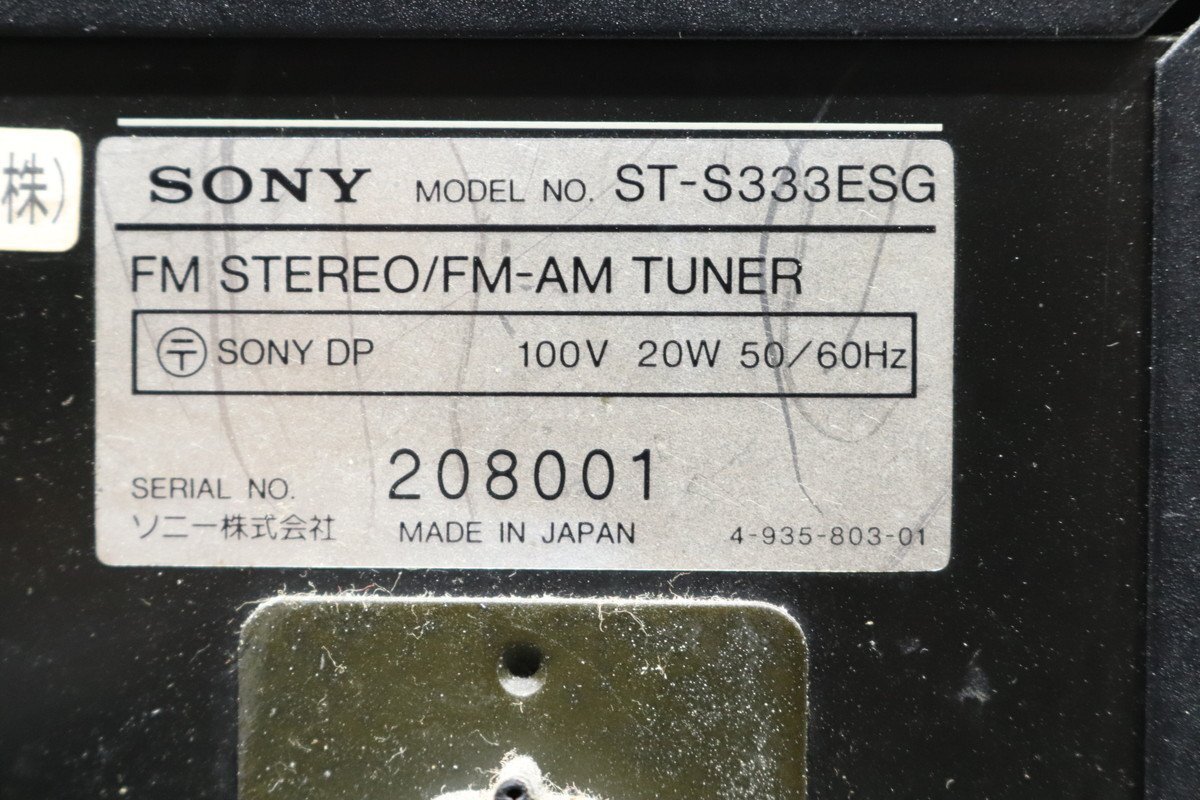 株)
SONY MODEL NO. ST-S333ESG
FM STEREO/FM-AM TUNER
〶 SONY DP 100V 20W 50/60Hz
SERIAL NO. 208001
ソニー株式会社 MADE IN JAPAN 4-935-803-01